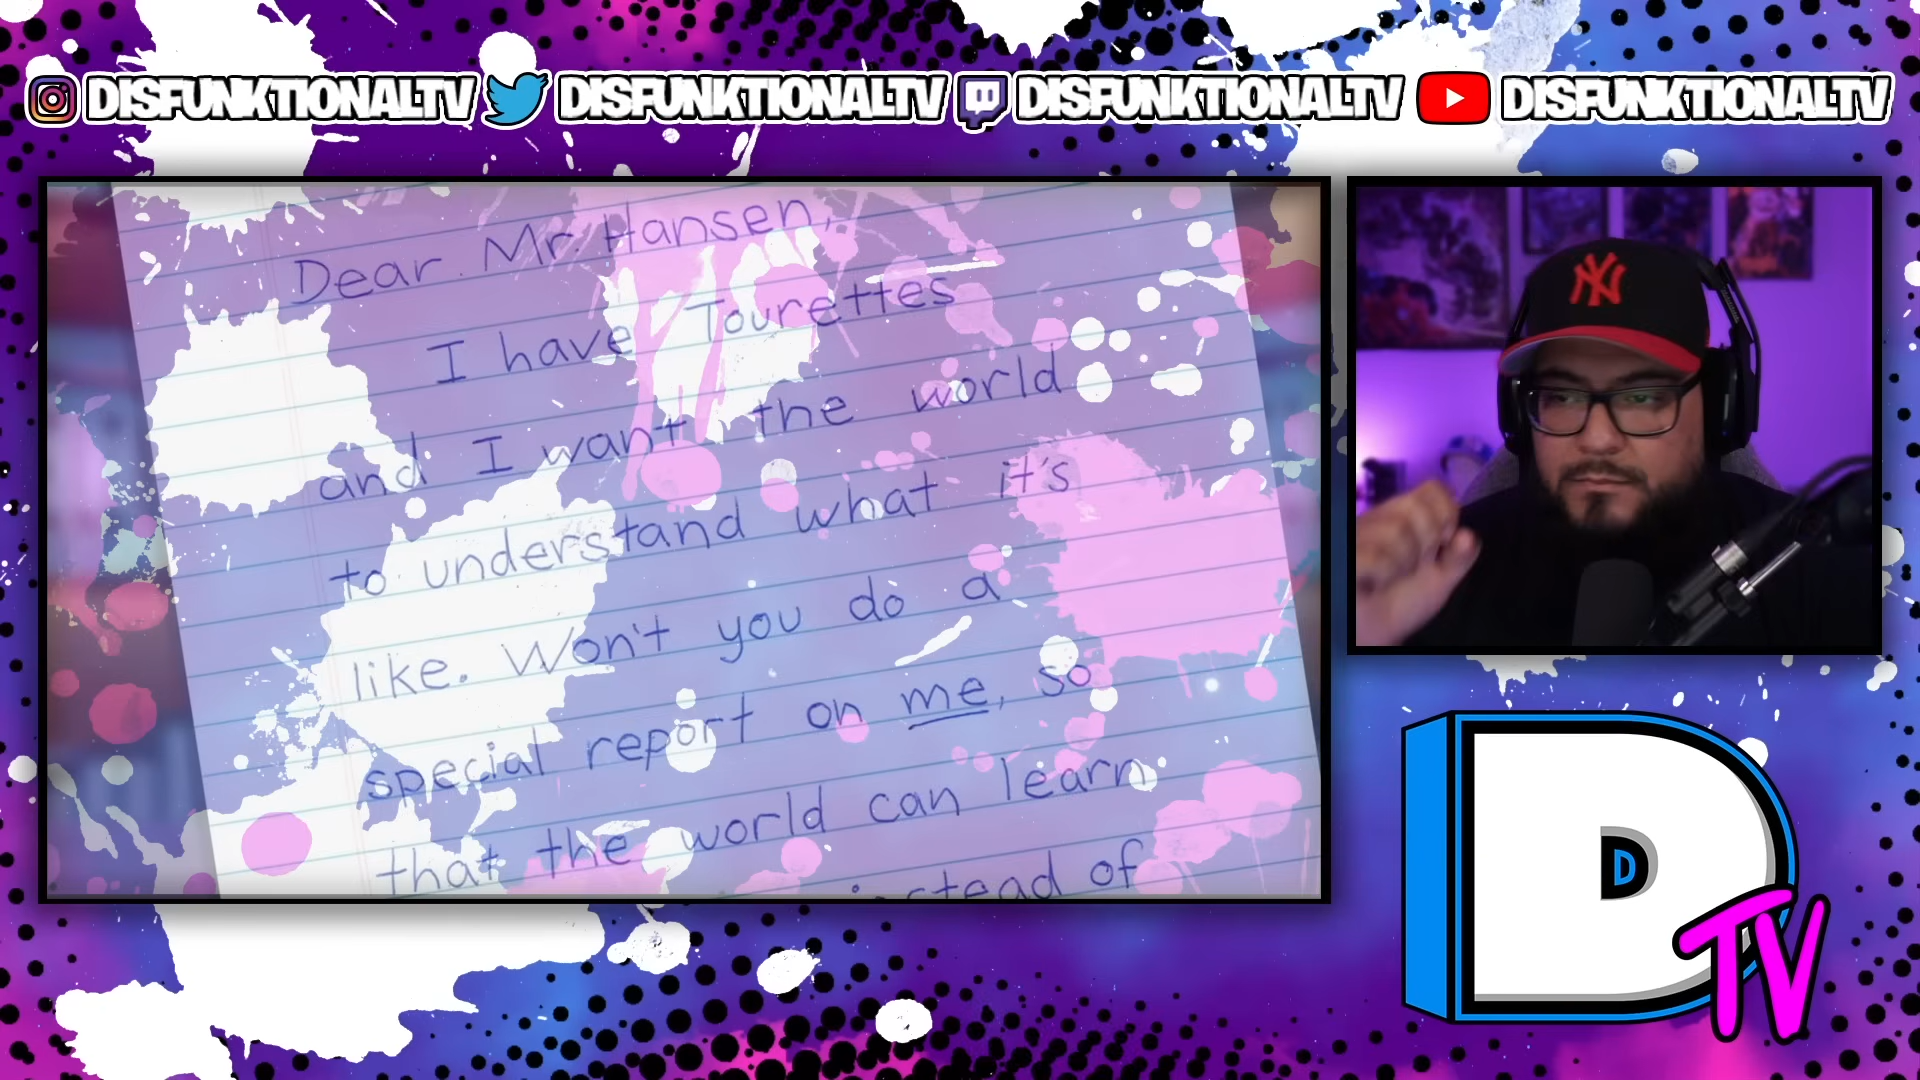 DISFUNKTIONALTV DISFUNKTIONALTV DISFUNKTIONALTV DISFUNKTIONALTV
Dear Mr. Hansen,
I have Tourettes
and I want the world
to understand what it's
like. Won't you do a
special report on me, so
that the world can learn
of
NY
D
D
TV